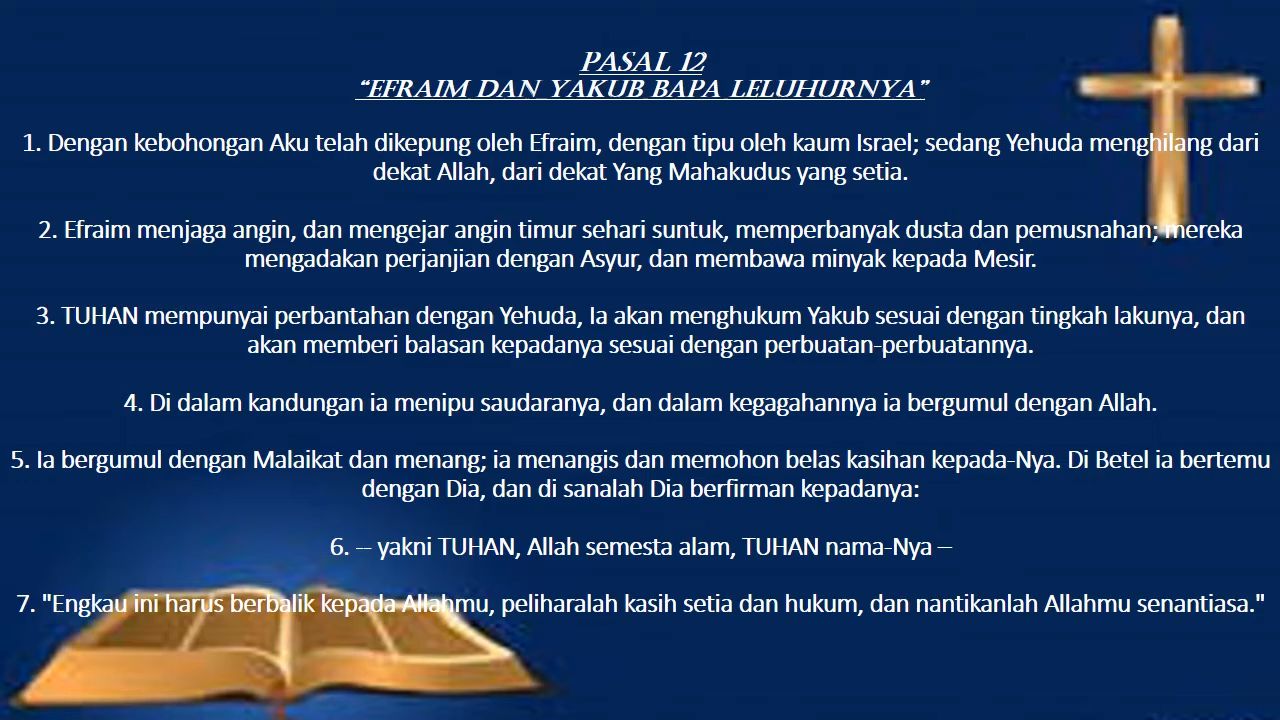 PASAL 12
“EFRAIM DAN YAKUB BAPA LELUHURNYA”
1. Dengan kebohongan Aku telah dikepung oleh Efraim, dengan tipu oleh kaum Israel; sedang Yehuda menghilang dari
dekat Allah, dari dekat Yang Mahakudus yang setia.
2. Efraim menjaga angin, dan mengejar angin timur sehari suntuk, memperbanyak dusta dan pemusnahan; mereka
mengadakan perjanjian dengan Asyur, dan membawa minyak kepada Mesir.
3. TUHAN mempunyai perbantahan dengan Yehuda, Ia akan menghukum Yakub sesuai dengan tingkah lakunya, dan
akan memberi balasan kepadanya sesuai dengan perbuatan-perbuatannya.
4. Di dalam kandungan ia menipu saudaranya, dan dalam kegagahannya ia bergumul dengan Allah.
5. Ia bergumul dengan Malaikat dan menang; ia menangis dan memohon belas kasihan kepada-Nya. Di Betel ia bertemu
dengan Dia, dan di sanalah Dia berfirman kepadanya:
6. -- yakni TUHAN, Allah semesta alam, TUHAN nama-Nya --
7. "Engkau ini harus berbalik kepada Allahmu, peliharalah kasih setia dan hukum, dan nantikanlah Allahmu senantiasa."